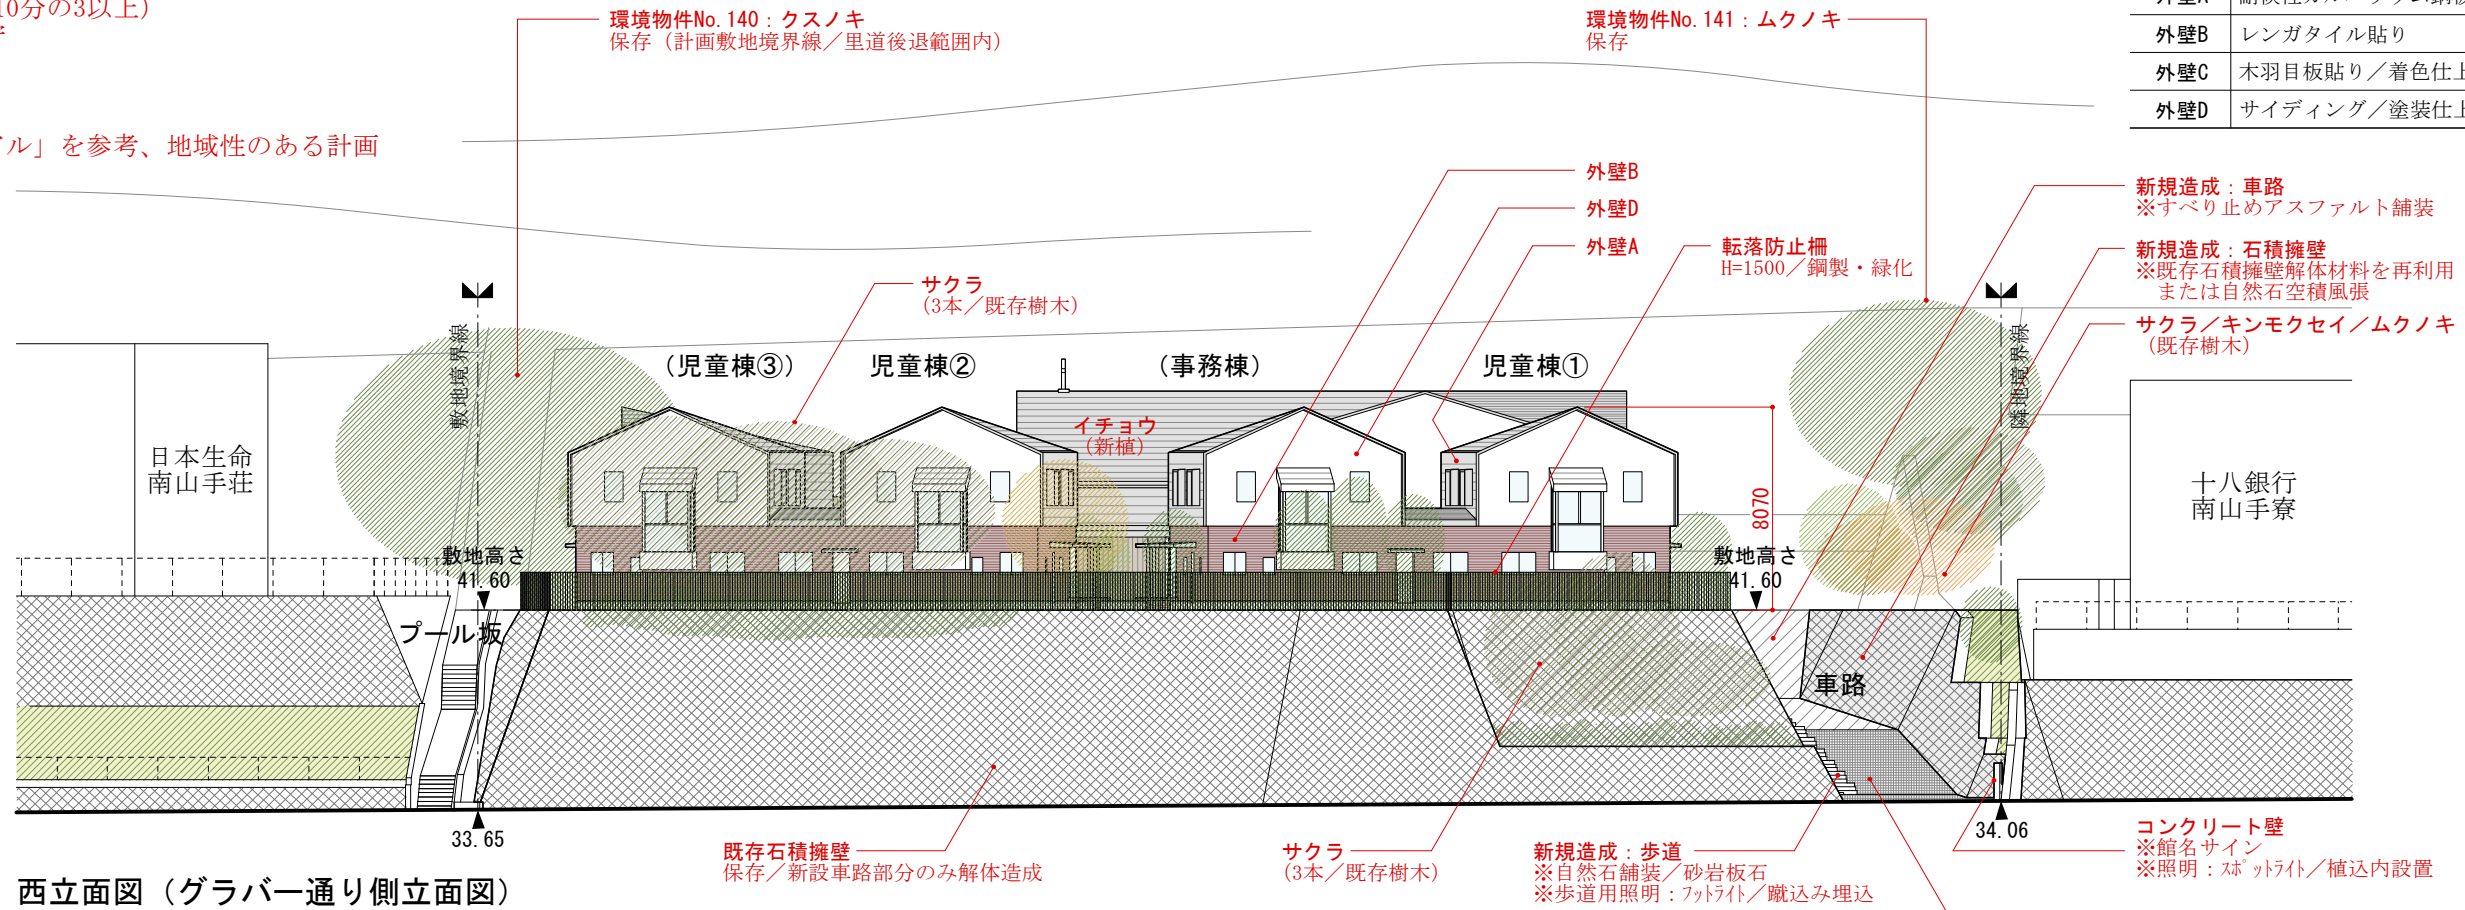 10分の3以上）
環境物件No.140：クスノキ
保存（計画敷地境界線／里道後退範囲内）
環境物件No.141：ムクノキ
保存
外壁A
外壁B レンガタイル貼り
外壁C 木羽目板貼り／着色仕上
外壁D サイディング／塗装仕上
」を参考、地域性のある計画
外壁B
外壁D
外壁A
転落防止柵
H=1500／鋼製・緑化
新規造成：車路
※すべり止めアスファルト舗装
新規造成：石積擁壁
※既存石積擁壁解体材料を再利用
または自然石空積風張
サクラ／キンモクセイ／ムクノキ
（既存樹木）
サクラ
（3本／既存樹木）
敷地境界線
隣地境界線
（児童棟③）
児童棟②
（事務棟）
児童棟①
イチョウ
（新植）
8070
日本生命
南山手荘
十八銀行
南山手寮
敷地高さ
41.60
敷地高さ
41.60
プール坂
車路
33.65
34.06
既存石積擁壁
保存／新設車路部分のみ解体造成
サクラ
（3本／既存樹木）
新規造成：歩道
※自然石舗装／砂岩板石
※歩道用照明：フットライト／蹴込み埋込
コンクリート壁
※館名サイン
※照明：スポットライト／植込内設置
西立面図（グラバー通り側立面図）